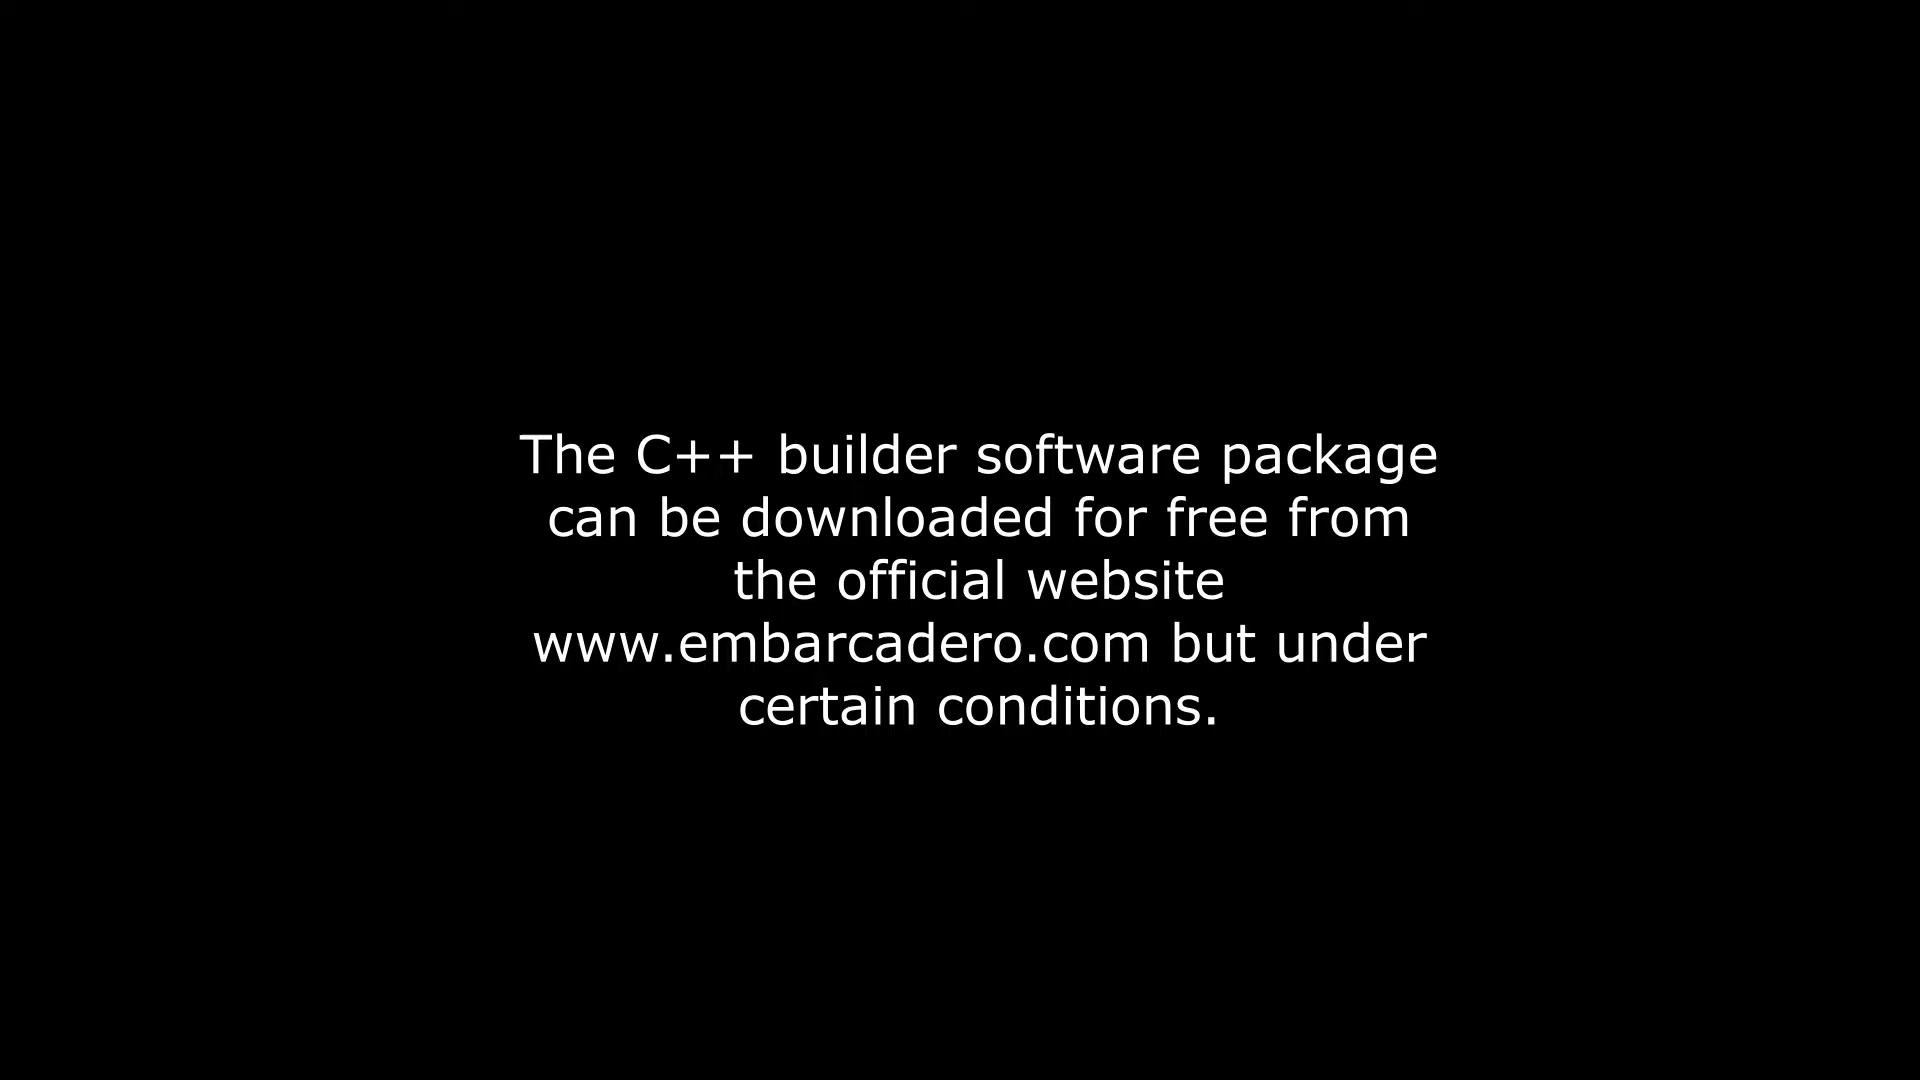 The C++ builder software package
can be downloaded for free from
the official website
www.embarcadero.com but under
certain conditions.